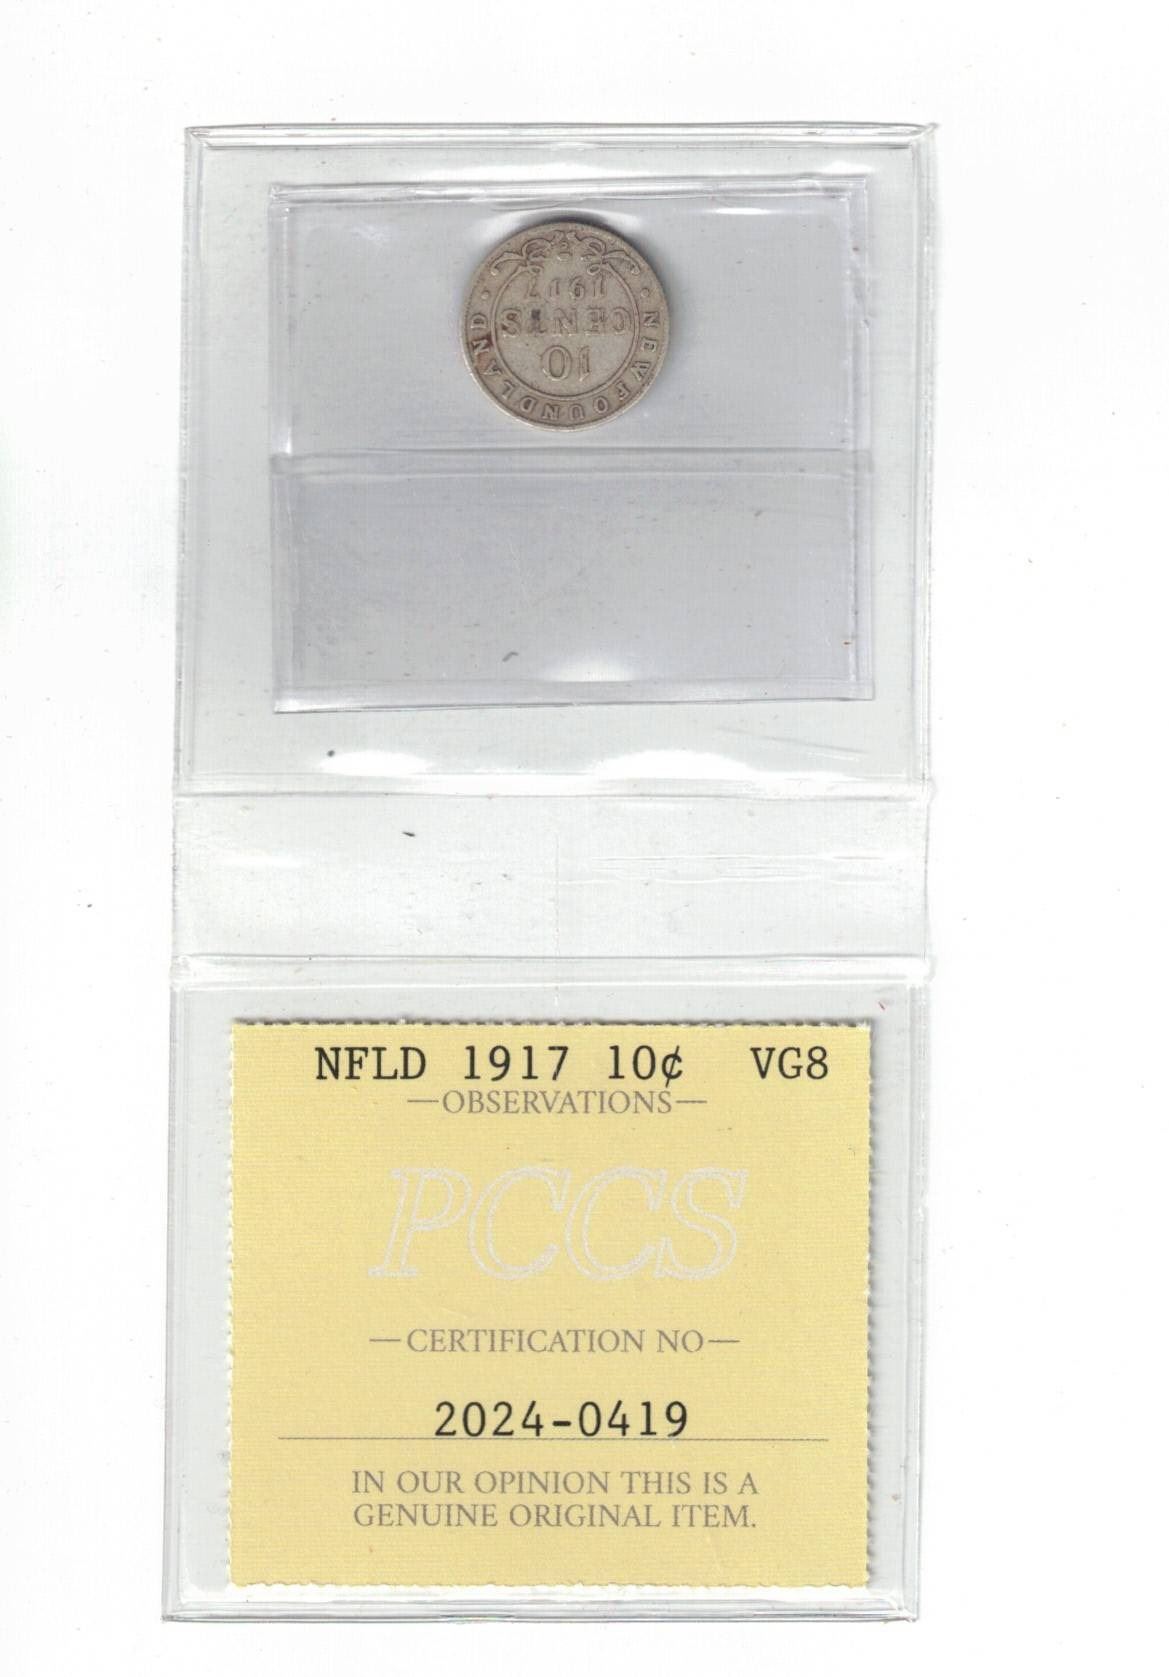 10
CENTS
1917
NEWFOUNDLAND
NFLD 1917 10¢ VG8
—OBSERVATIONS—
PCCS
—CERTIFICATION NO—
2024-0419
IN OUR OPINION THIS IS A
GENUINE ORIGINAL ITEM.